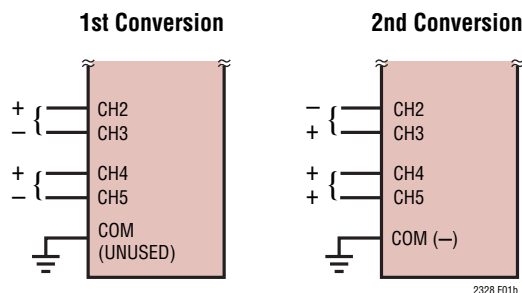 1st Conversion
2nd Conversion
+ { CH2
– { CH3
+ { CH4
– { CH5
COM
(UNUSED)
– { CH2
+ { CH3
+ { CH4
+ { CH5
COM (–)
2328 F01b